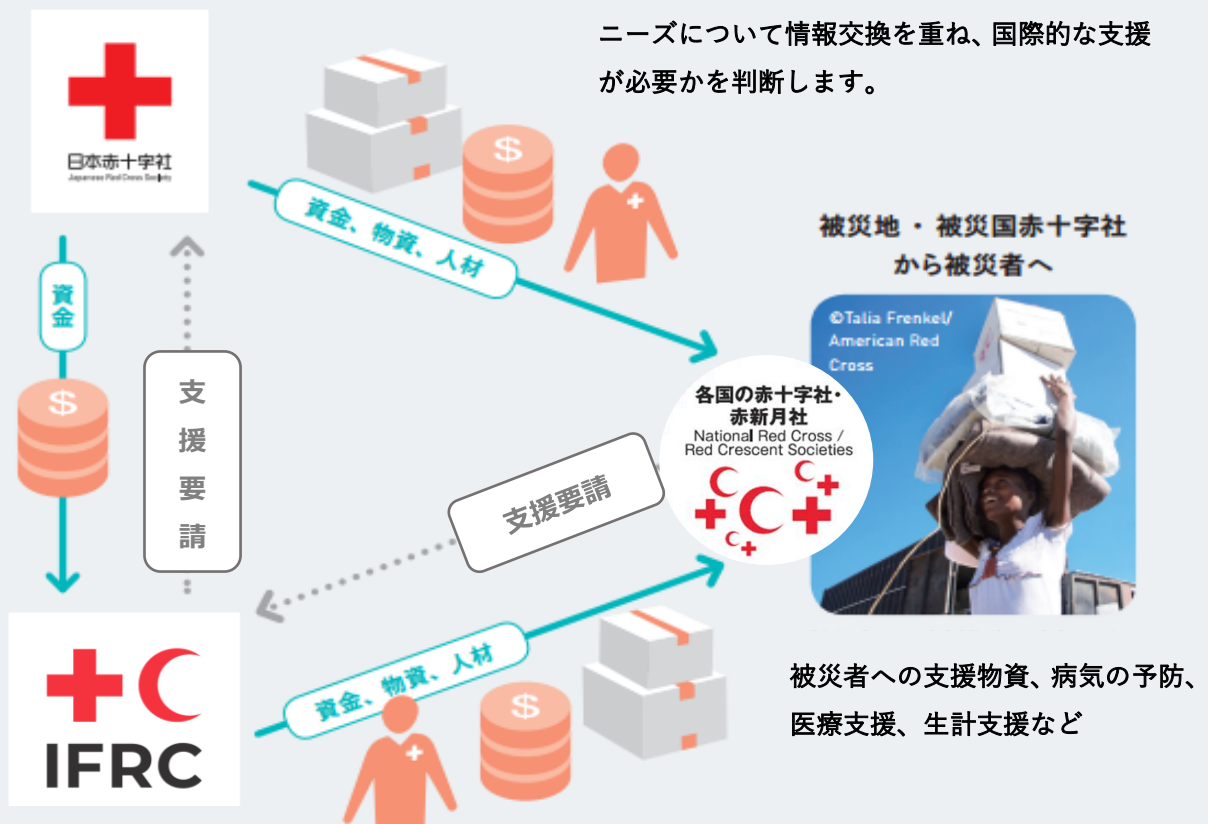 ニーズについて情報交換を重ね、国際的な支援
が必要かを判断します。
日本赤十字社
Japanese Red Cross Society
$
資金、物資、人材
資金
$
支援要請
被災地・被災国赤十字社
から被災者へ
©Talia Frenkel/
American Red
Cross
各国の赤十字社・
赤新月社
National Red Cross /
Red Crescent Societies
支援要請
資金、物資、人材
$
IFRC
被災者への支援物資、病気の予防、
医療支援、生計支援など